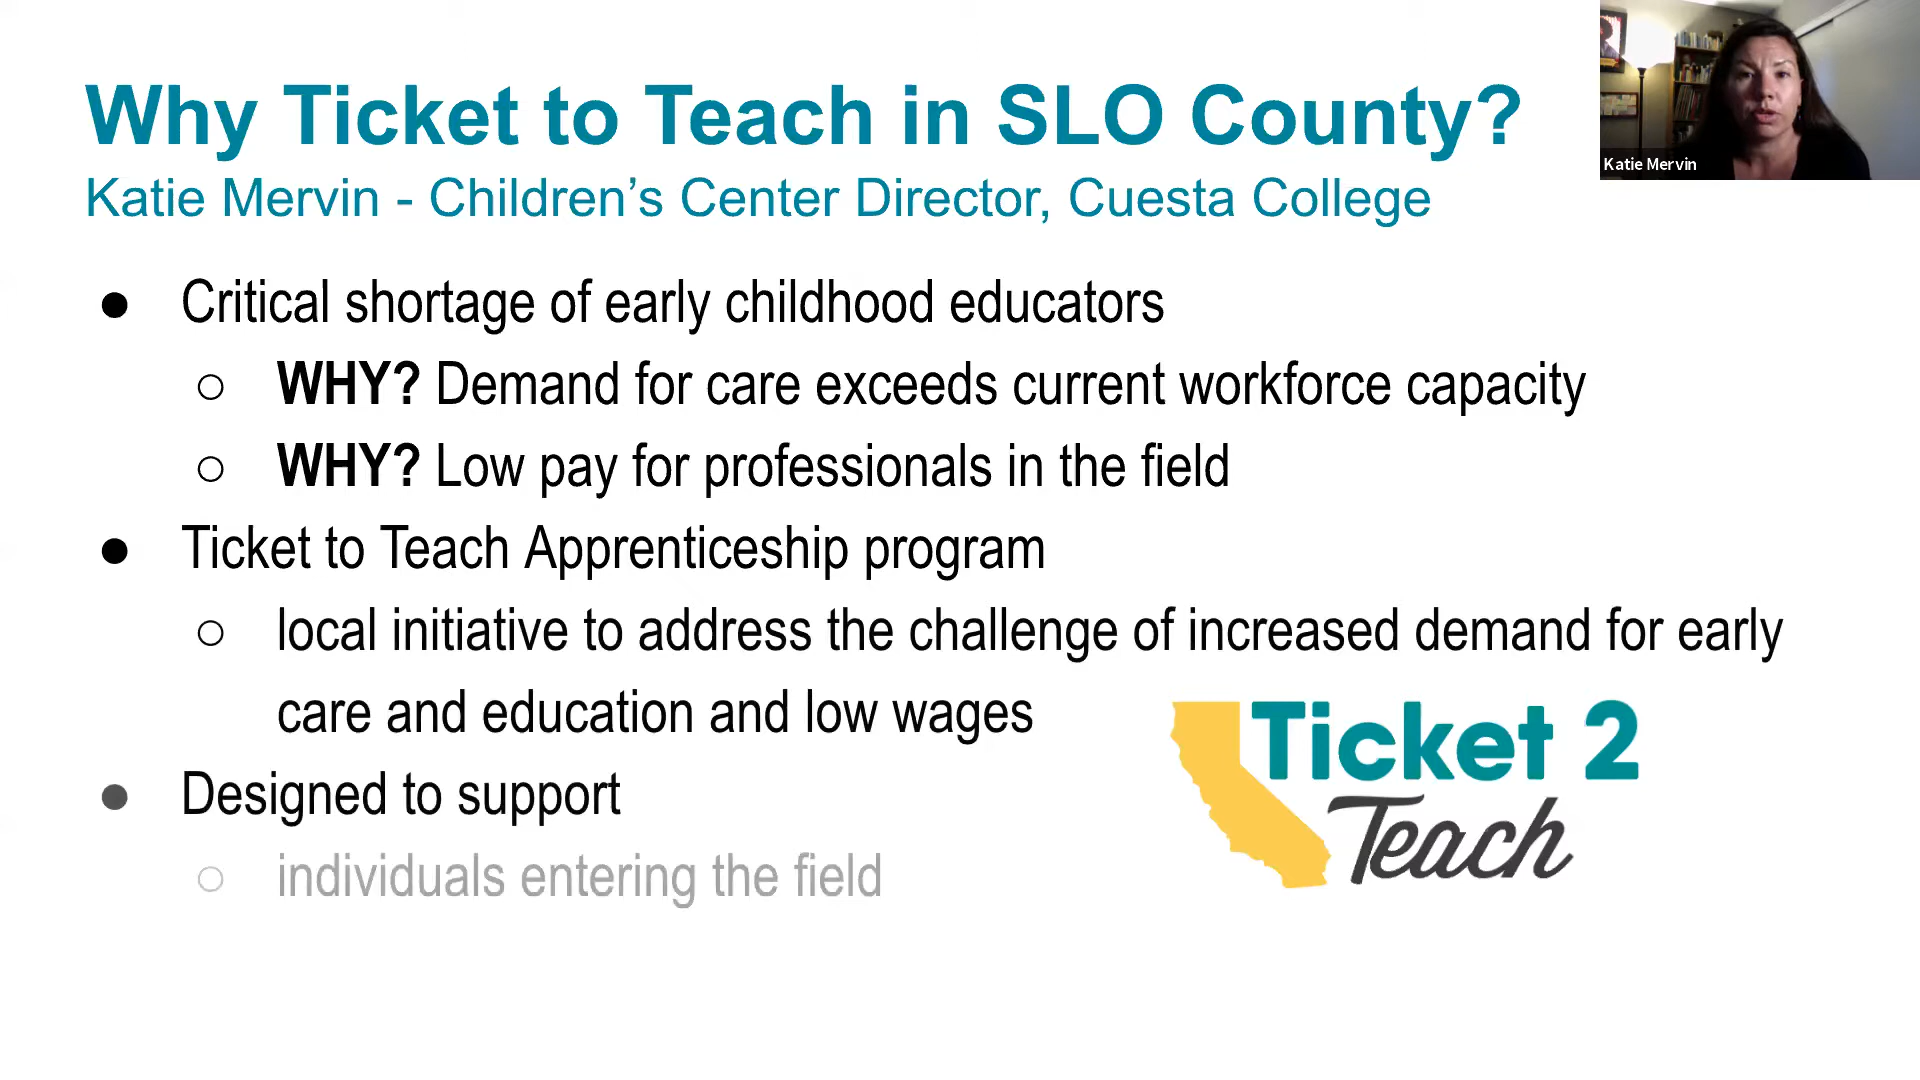 Why Ticket to Teach in SLO County?
Katie Mervin - Children’s Center Director, Cuesta College
Katie Mervin
● Critical shortage of early childhood educators
○ WHY? Demand for care exceeds current workforce capacity
○ WHY? Low pay for professionals in the field
● Ticket to Teach Apprenticeship program
○ local initiative to address the challenge of increased demand for early
care and education and low wages
● Designed to support
○ individuals entering the field
Ticket 2
Teach